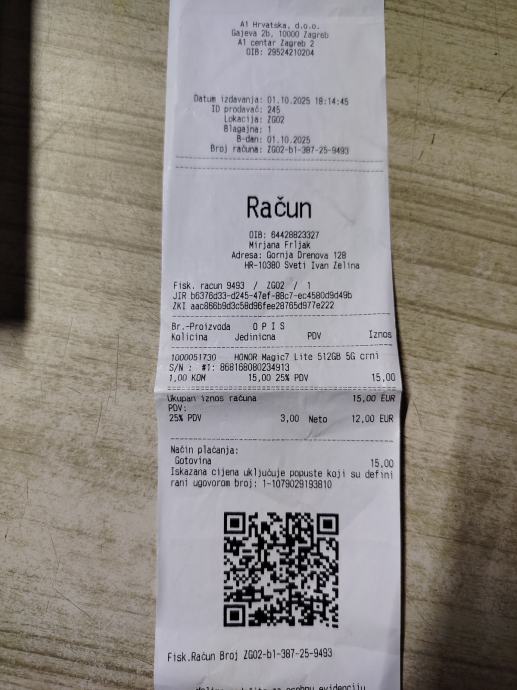 A1 Hrvatska, d.o.o.
Gajeva 2b, 10000 Zagreb
A1 centar Zagreb 2
OIB: 29524210204
Datum izdavanja: 01.10.2025 18:14:45
ID prodavač: 245
Lokacija: ZG02
Blagajna: 1
B-dan: 01.10.2025
Broj računa: ZG02-b1-387-25-9493
Račun
OIB: 64428823327
Mirjana Frljak
Adresa: Gornja Drenova 128
HR-10380 Sveti Ivan Zelina
Fisk. racun 9493 / ZG02 / 1
JIR b6376d33-d245-47ef-88c7-ec4580d9d49b
ZKI aac866b9d3c58d96fee28765d977e222
Br.-Proizvoda O P I S
Kolicina Jedinicna PDV Iznos
1000051730 HONOR Magic7 Lite 512GB 5G crni
S/N : #1: 868168080234913
1,00 KOM 15,00 25% PDV 15,00
Ukupan iznos računa 15,00 EUR
PDV:
25% PDV 3,00 Neto 12,00 EUR
Način plaćanja:
Gotovina 15,00
Iskazana cijena uključuje popuste koji su defini
rani ugovorom broj: 1-1079029193810
Fisk.Račun Broj ZG02-b1-387-25-9493